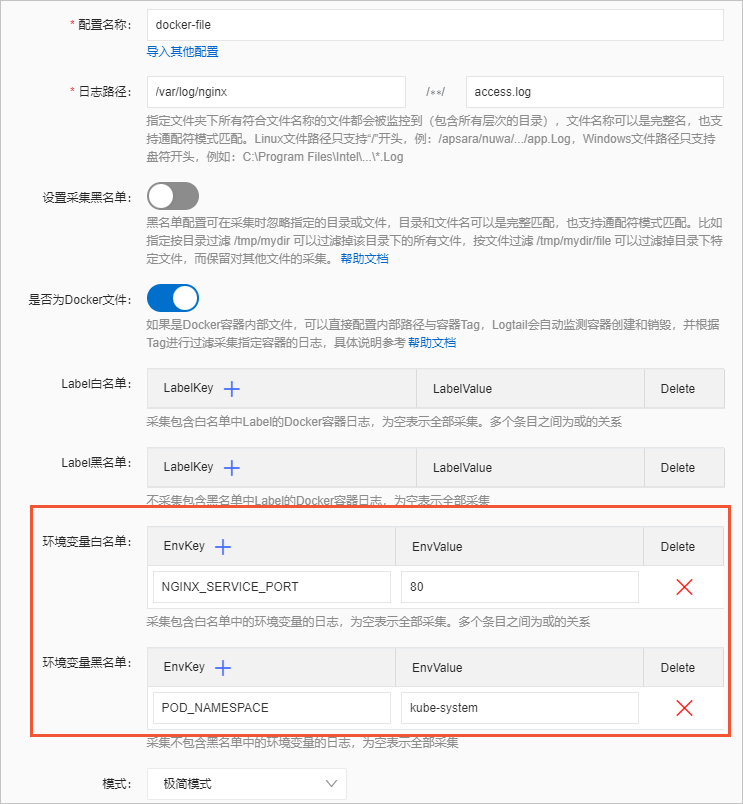 * 配置名称： docker-file
导入其他配置
* 日志路径： /var/log/nginx /**/ access.log
指定文件夹下所有符合文件名称的文件都会被监控到（包含所有层次的目录），文件名称可以是完整名，也支
持通配符模式匹配。Linux文件路径只支持“/”开头，例：/apsara/nuwa/.../app.Log，Windows文件路径只支持
盘符开头，例如：C:\Program Files\Intel\...\*.Log
设置采集黑名单：
黑名单配置可在采集时忽略指定的目录或文件，目录和文件名可以是完整匹配，也支持通配符模式匹配。比如
指定按目录过滤 /tmp/mydir 可以过滤掉该目录下的所有文件，按文件过滤 /tmp/mydir/file 可以过滤掉目录下特
定文件，而保留对其他文件的采集。 帮助文档
是否为Docker文件：
如果是Docker容器内部文件，可以直接配置内部路径与容器Tag，Logtail会自动监测容器创建和销毁，并根据
Tag进行过滤采集指定容器的日志，具体说明参考 帮助文档
Label白名单： LabelKey + LabelValue Delete
采集包含白名单中Label的Docker容器日志，为空表示全部采集。多个条目之间为或的关系
Label黑名单： LabelKey + LabelValue Delete
不采集包含黑名单中Label的Docker容器日志，为空表示全部采集
环境变量白名单： EnvKey + EnvValue Delete
NGINX_SERVICE_PORT 80
采集包含白名单中的环境变量的日志，为空表示全部采集。多个条目之间为或的关系
环境变量黑名单： EnvKey + EnvValue Delete
POD_NAMESPACE kube-system
采集不包含黑名单中的环境变量的日志，为空表示全部采集
模式： 极简模式